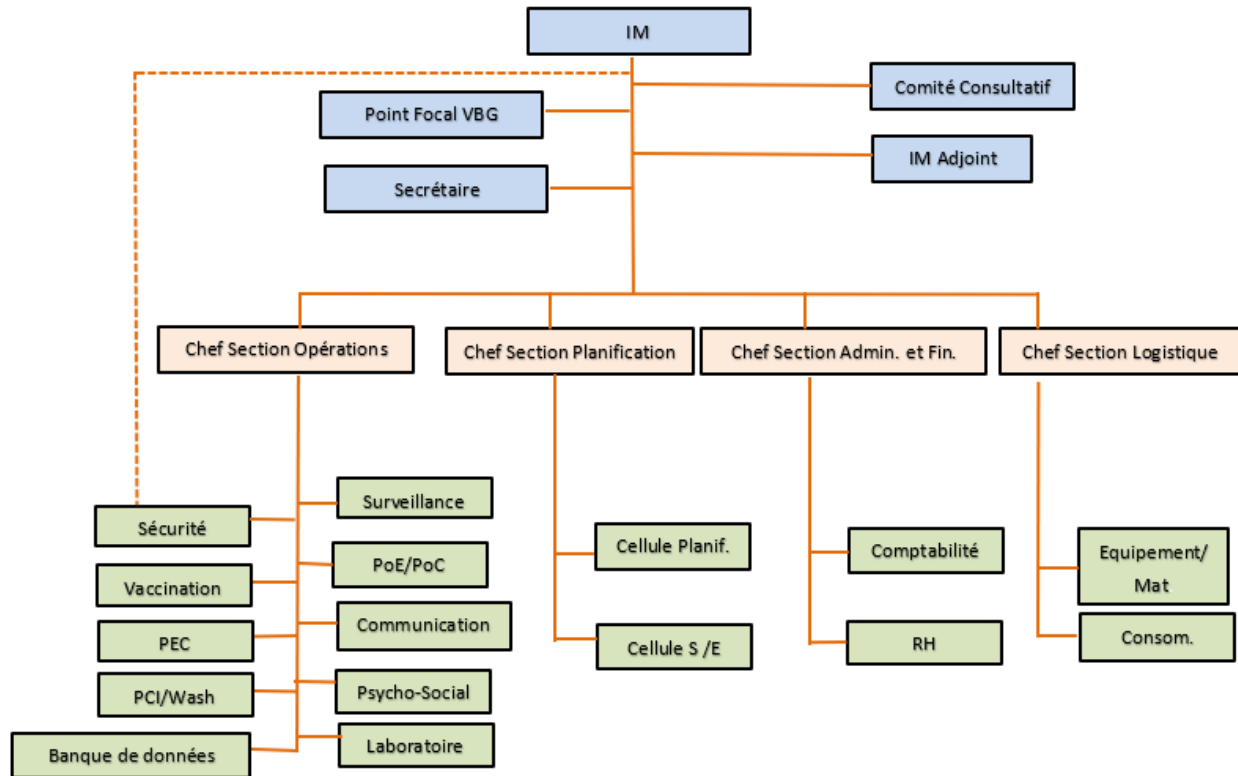 IM
Comité Consultatif
Point Focal VBG
IM Adjoint
Secrétaire
Chef Section Opérations
Chef Section Planification
Chef Section Admin. et Fin.
Chef Section Logistique
Surveillance
Sécurité
PoE/PoC
Vaccination
Communication
PEC
Psycho-Social
PCI/Wash
Laboratoire
Banque de données
Cellule Planif.
Cellule S /E
Comptabilité
RH
Equipement/
Mat
Consom.